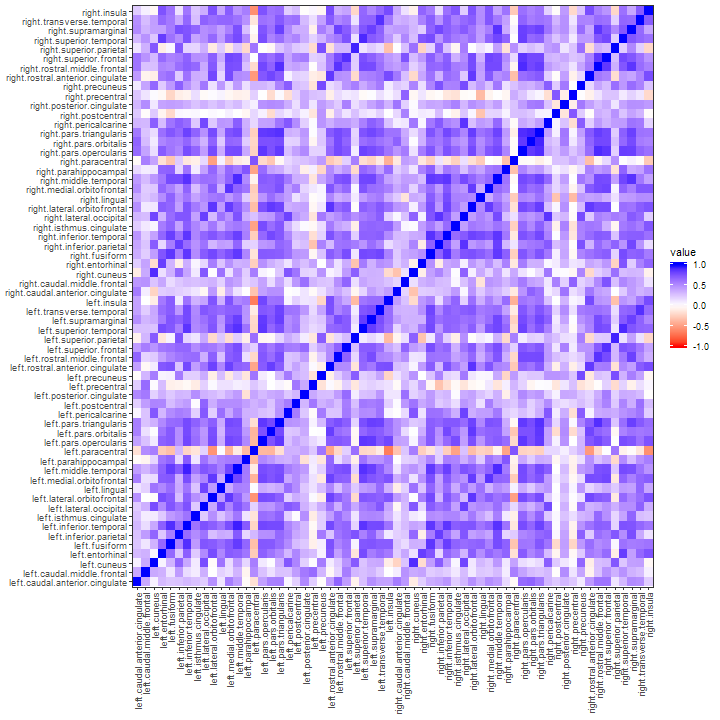 right.insula
right.transverse.temporal
right.supramarginal
right.superior.temporal
right.superior.parietal
right.superior.frontal
right.rostral.middle.frontal
right.rostral.anterior.cingulate
right.precuneus
right.precentral
right.posterior.cingulate
right.postcentral
right.pericalcarine
right.pars.triangularis
right.pars.orbitalis
right.pars.opercularis
right.paracentral
right.parahippocampal
right.middle.temporal
right.medial.orbitofrontal
right.lingual
right.lateral.orbitofrontal
right.lateral.occipital
right.isthmus.cingulate
right.inferior.temporal
right.inferior.parietal
right.fusiform
right.entorhinal
right.cuneus
right.caudal.middle.frontal
right.caudal.anterior.cingulate
left.insula
left.transverse.temporal
left.supramarginal
left.superior.temporal
left.superior.parietal
left.superior.frontal
left.rostral.middle.frontal
left.rostral.anterior.cingulate
left.precuneus
left.precentral
left.posterior.cingulate
left.postcentral
left.pericalcarine
left.pars.triangularis
left.pars.orbitalis
left.pars.opercularis
left.paracentral
left.parahippocampal
left.middle.temporal
left.medial.orbitofrontal
left.lingual
left.lateral.orbitofrontal
left.lateral.occipital
left.isthmus.cingulate
left.inferior.temporal
left.inferior.parietal
left.fusiform
left.entorhinal
left.cuneus
left.caudal.middle.frontal
left.caudal.anterior.cingulate
left.caudal.anterior.cingulate
left.caudal.middle.frontal
left.cuneus
left.entorhinal
left.fusiform
left.inferior.parietal
left.inferior.temporal
left.isthmus.cingulate
left.lateral.occipital
left.lateral.orbitofrontal
left.lingual
left.medial.orbitofrontal
left.middle.temporal
left.parahippocampal
left.paracentral
left.pars.opercularis
left.pars.orbitalis
left.pars.triangularis
left.pericalcarine
left.postcentral
left.posterior.cingulate
left.precentral
left.precuneus
left.rostral.anterior.cingulate
left.rostral.middle.frontal
left.superior.frontal
left.superior.parietal
left.superior.temporal
left.supramarginal
left.transverse.temporal
left.insula
right.caudal.anterior.cingulate
right.caudal.middle.frontal
right.cuneus
right.entorhinal
right.fusiform
right.inferior.parietal
right.inferior.temporal
right.isthmus.cingulate
right.lateral.occipital
right.lateral.orbitofrontal
right.lingual
right.medial.orbitofrontal
right.middle.temporal
right.parahippocampal
right.paracentral
right.pars.opercularis
right.pars.orbitalis
right.pars.triangularis
right.pericalcarine
right.postcentral
right.posterior.cingulate
right.precentral
right.precuneus
right.rostral.anterior.cingulate
right.rostral.middle.frontal
right.superior.frontal
right.superior.parietal
right.superior.temporal
right.supramarginal
right.transverse.temporal
right.insula
value
1.0
0.5
0.0
-0.5
-1.0